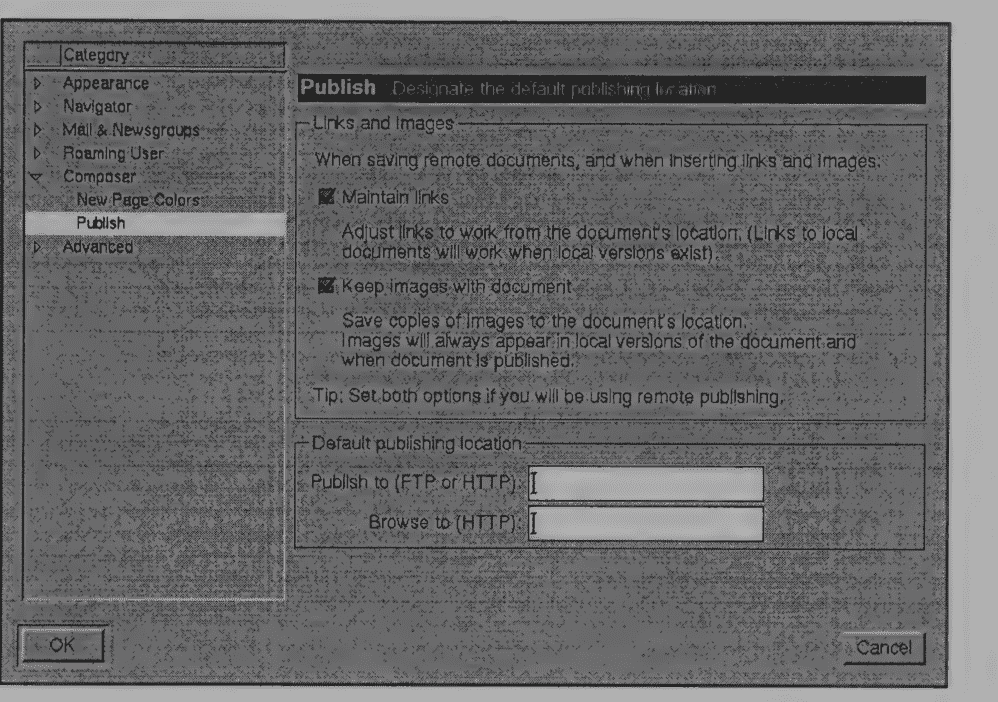 Category
Appearance
Navigator
Mail & Newsgroups
Roaming User
Composer
New Page Colors
Publish
Advanced
Publish Designate the default publishing location
Links and Images
When saving remote documents, and when inserting links and images:
Maintain links
Adjust links to work from the document's location. (Links to local
documents will work when local versions exist).
Keep images with document
Save copies of images to the document's location.
Images will always appear in local versions of the document and
when document is published.
Tip: Set both options if you will be using remote publishing.
Default publishing location
Publish to (FTP or HTTP):
Browse to (HTTP):
OK
Cancel